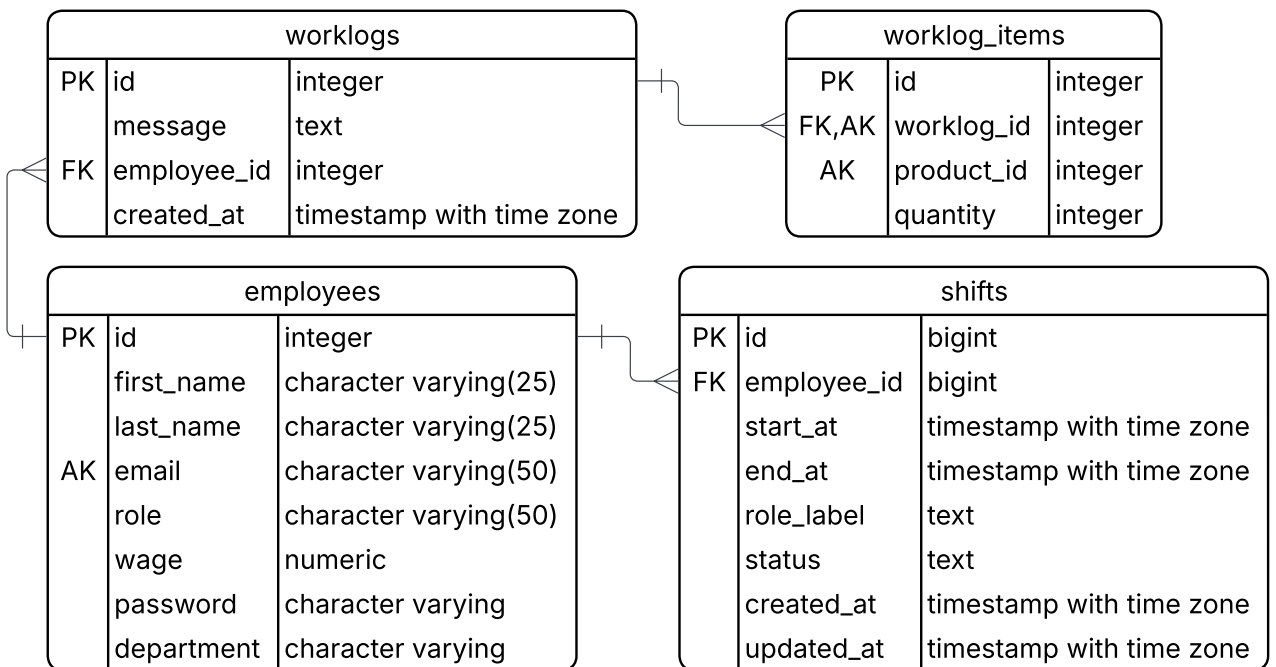 worklogs
PK id integer
message text
FK employee_id integer
created_at timestamp with time zone
worklog_items
PK id integer
FK,AK worklog_id integer
AK product_id integer
quantity integer
employees
PK id integer
first_name character varying(25)
last_name character varying(25)
AK email character varying(50)
role character varying(50)
wage numeric
password character varying
department character varying
shifts
PK id bigint
FK employee_id bigint
start_at timestamp with time zone
end_at timestamp with time zone
role_label text
status text
created_at timestamp with time zone
updated_at timestamp with time zone